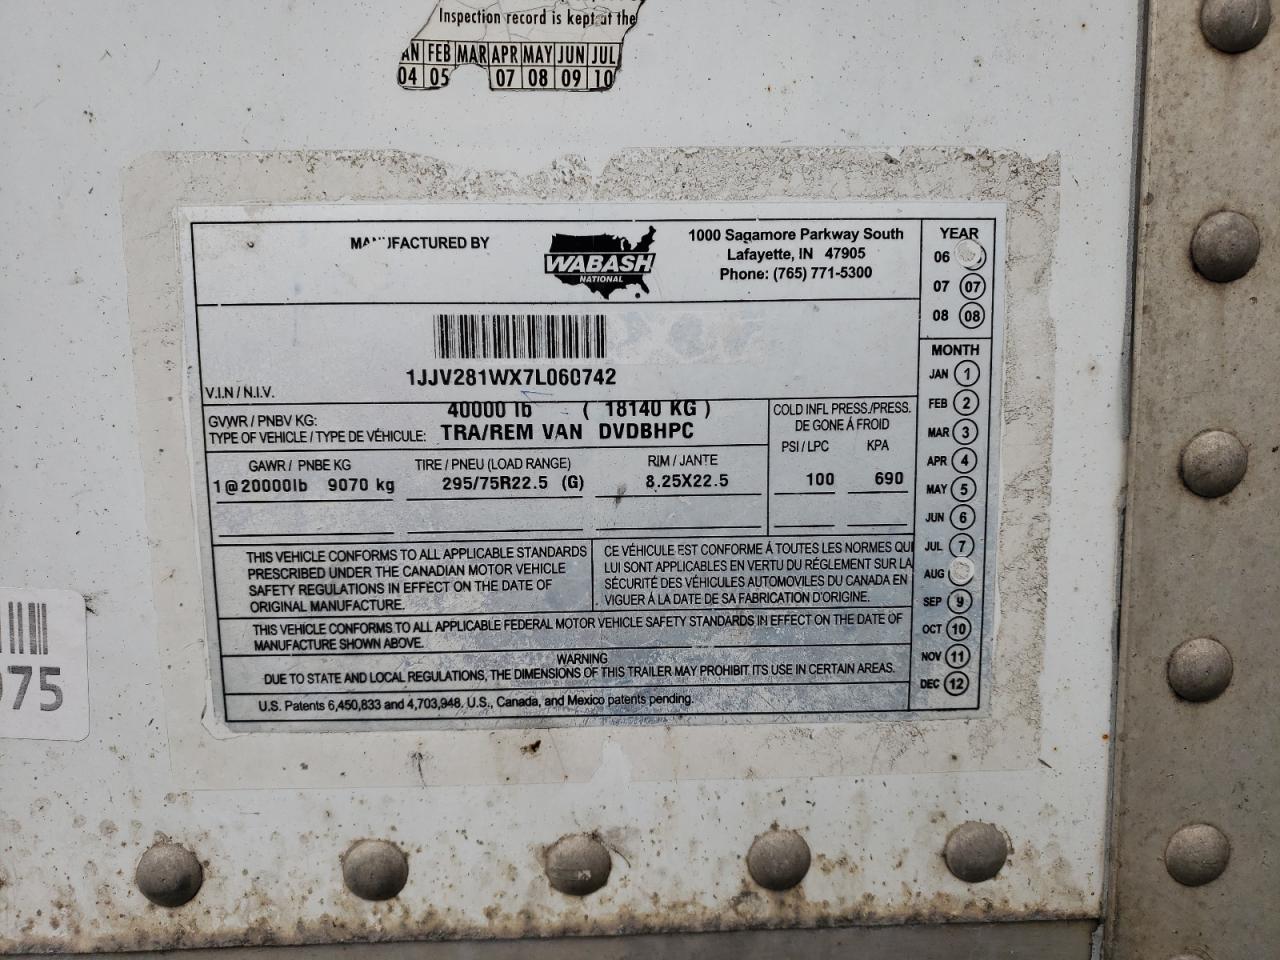 Inspection record is kept at the
AN FEB MAR APR MAY JUN JUL
04 05 07 08 09 10
MANUFACTURED BY
WABASH
NATIONAL
1000 Sagamore Parkway South
Lafayette, IN 47905
Phone: (765) 771-5300
1JJV281WX7L060742
V.I.N / N.I.V.
GVWR / PNBV KG: 40000 lb ( 18140 KG )
TYPE OF VEHICLE / TYPE DE VÉHICULE: TRA/REM VAN DVDBHPC
COLD INFL PRESS./PRESS.
DE GONE Á FROID
PSI / LPC KPA
100 690
GAWR / PNBE KG TIRE / PNEU (LOAD RANGE) RIM / JANTE
1@20000lb 9070 kg 295/75R22.5 (G) 8.25X22.5
THIS VEHICLE CONFORMS TO ALL APPLICABLE STANDARDS
PRESCRIBED UNDER THE CANADIAN MOTOR VEHICLE
SAFETY REGULATIONS IN EFFECT ON THE DATE OF
ORIGINAL MANUFACTURE.
CE VÉHICULE EST CONFORME Á TOUTES LES NORMES QUI
LUI SONT APPLICABLES EN VERTU DU RÉGLEMENT SUR LA
SÉCURITÉ DES VÉHICULES AUTOMOVILES DU CANADA EN
VIGUER Á LA DATE DE SA FABRICATION D'ORIGINE.
THIS VEHICLE CONFORMS TO ALL APPLICABLE FEDERAL MOTOR VEHICLE SAFETY STANDARDS IN EFFECT ON THE DATE OF
MANUFACTURE SHOWN ABOVE.
WARNING
DUE TO STATE AND LOCAL REGULATIONS, THE DIMENSIONS OF THIS TRAILER MAY PROHIBIT ITS USE IN CERTAIN AREAS.
U.S. Patents 6,450,833 and 4,703,948. U.S., Canada, and Mexico patents pending.
YEAR
06
07 07
08 08
MONTH
JAN 1
FEB 2
MAR 3
APR 4
MAY 5
JUN 6
JUL 7
AUG
SEP 9
OCT 10
NOV 11
DEC 12
075